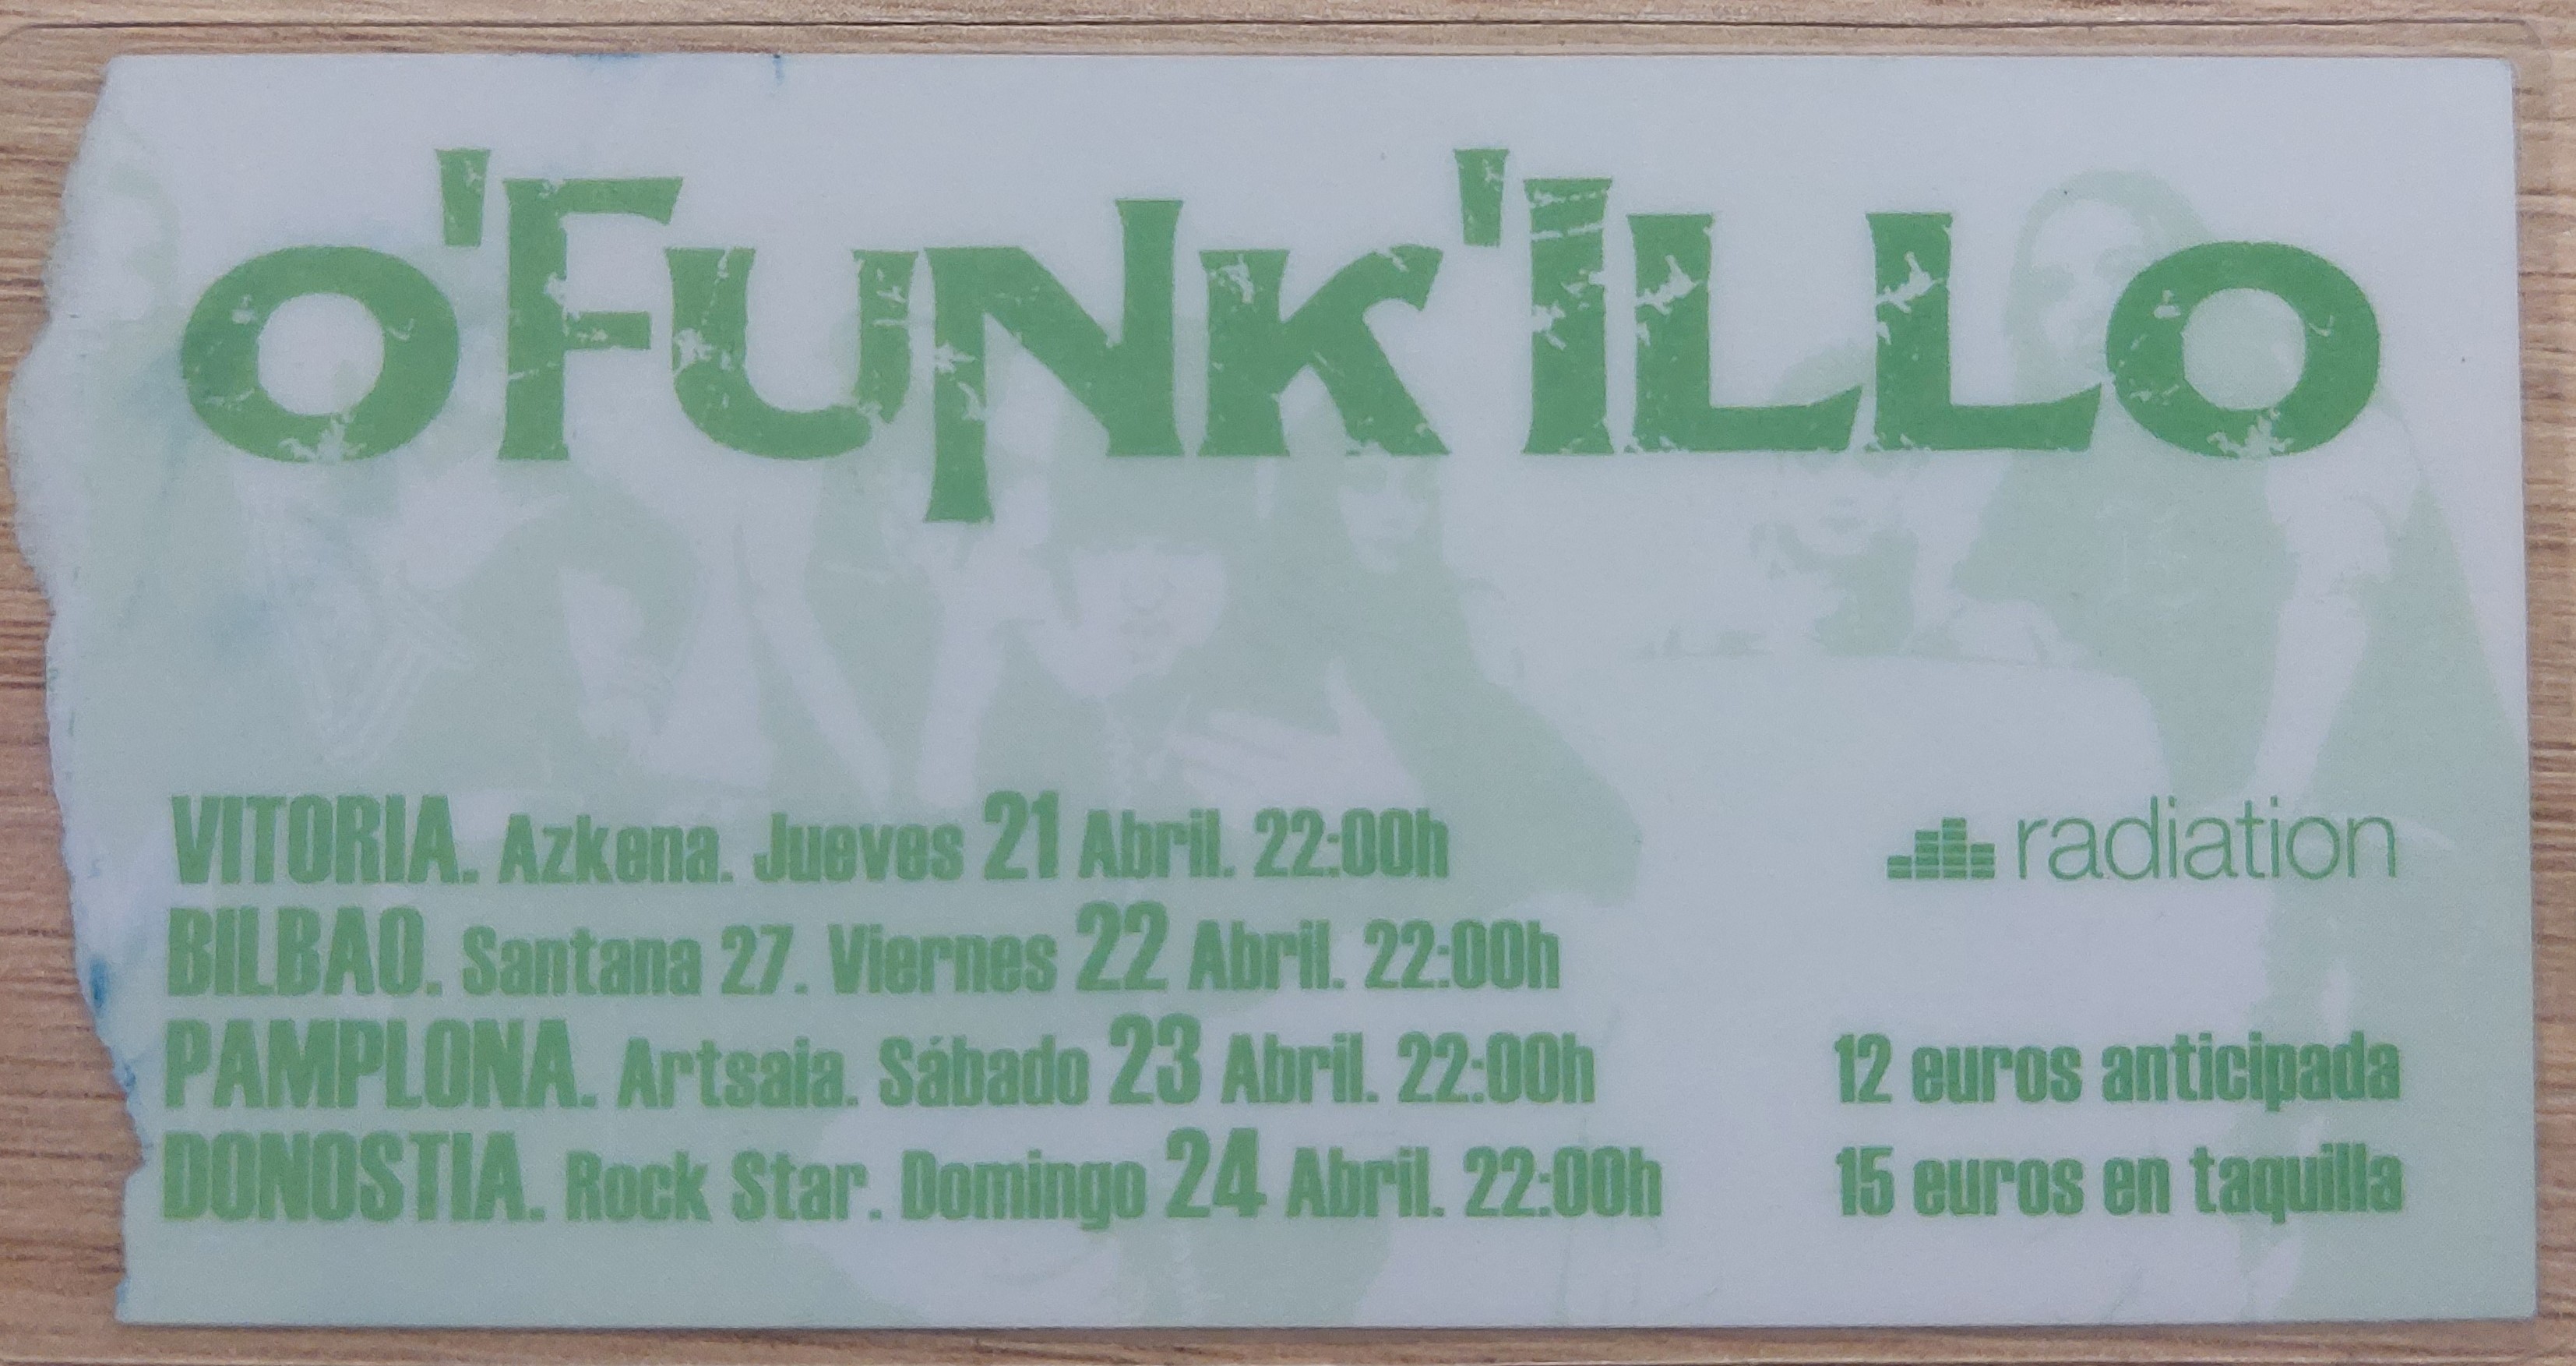 O'FUNK'ILLO
VITORIA. Azkena. Jueves 21 Abril. 22:00h
radiation
BILBAO. Santana 27. Viernes 22 Abril. 22:00h
PAMPLONA. Artsaia. Sábado 23 Abril. 22:00h
12 euros anticipada
DONOSTIA. Rock Star. Domingo 24 Abril. 22:00h
15 euros en taquilla